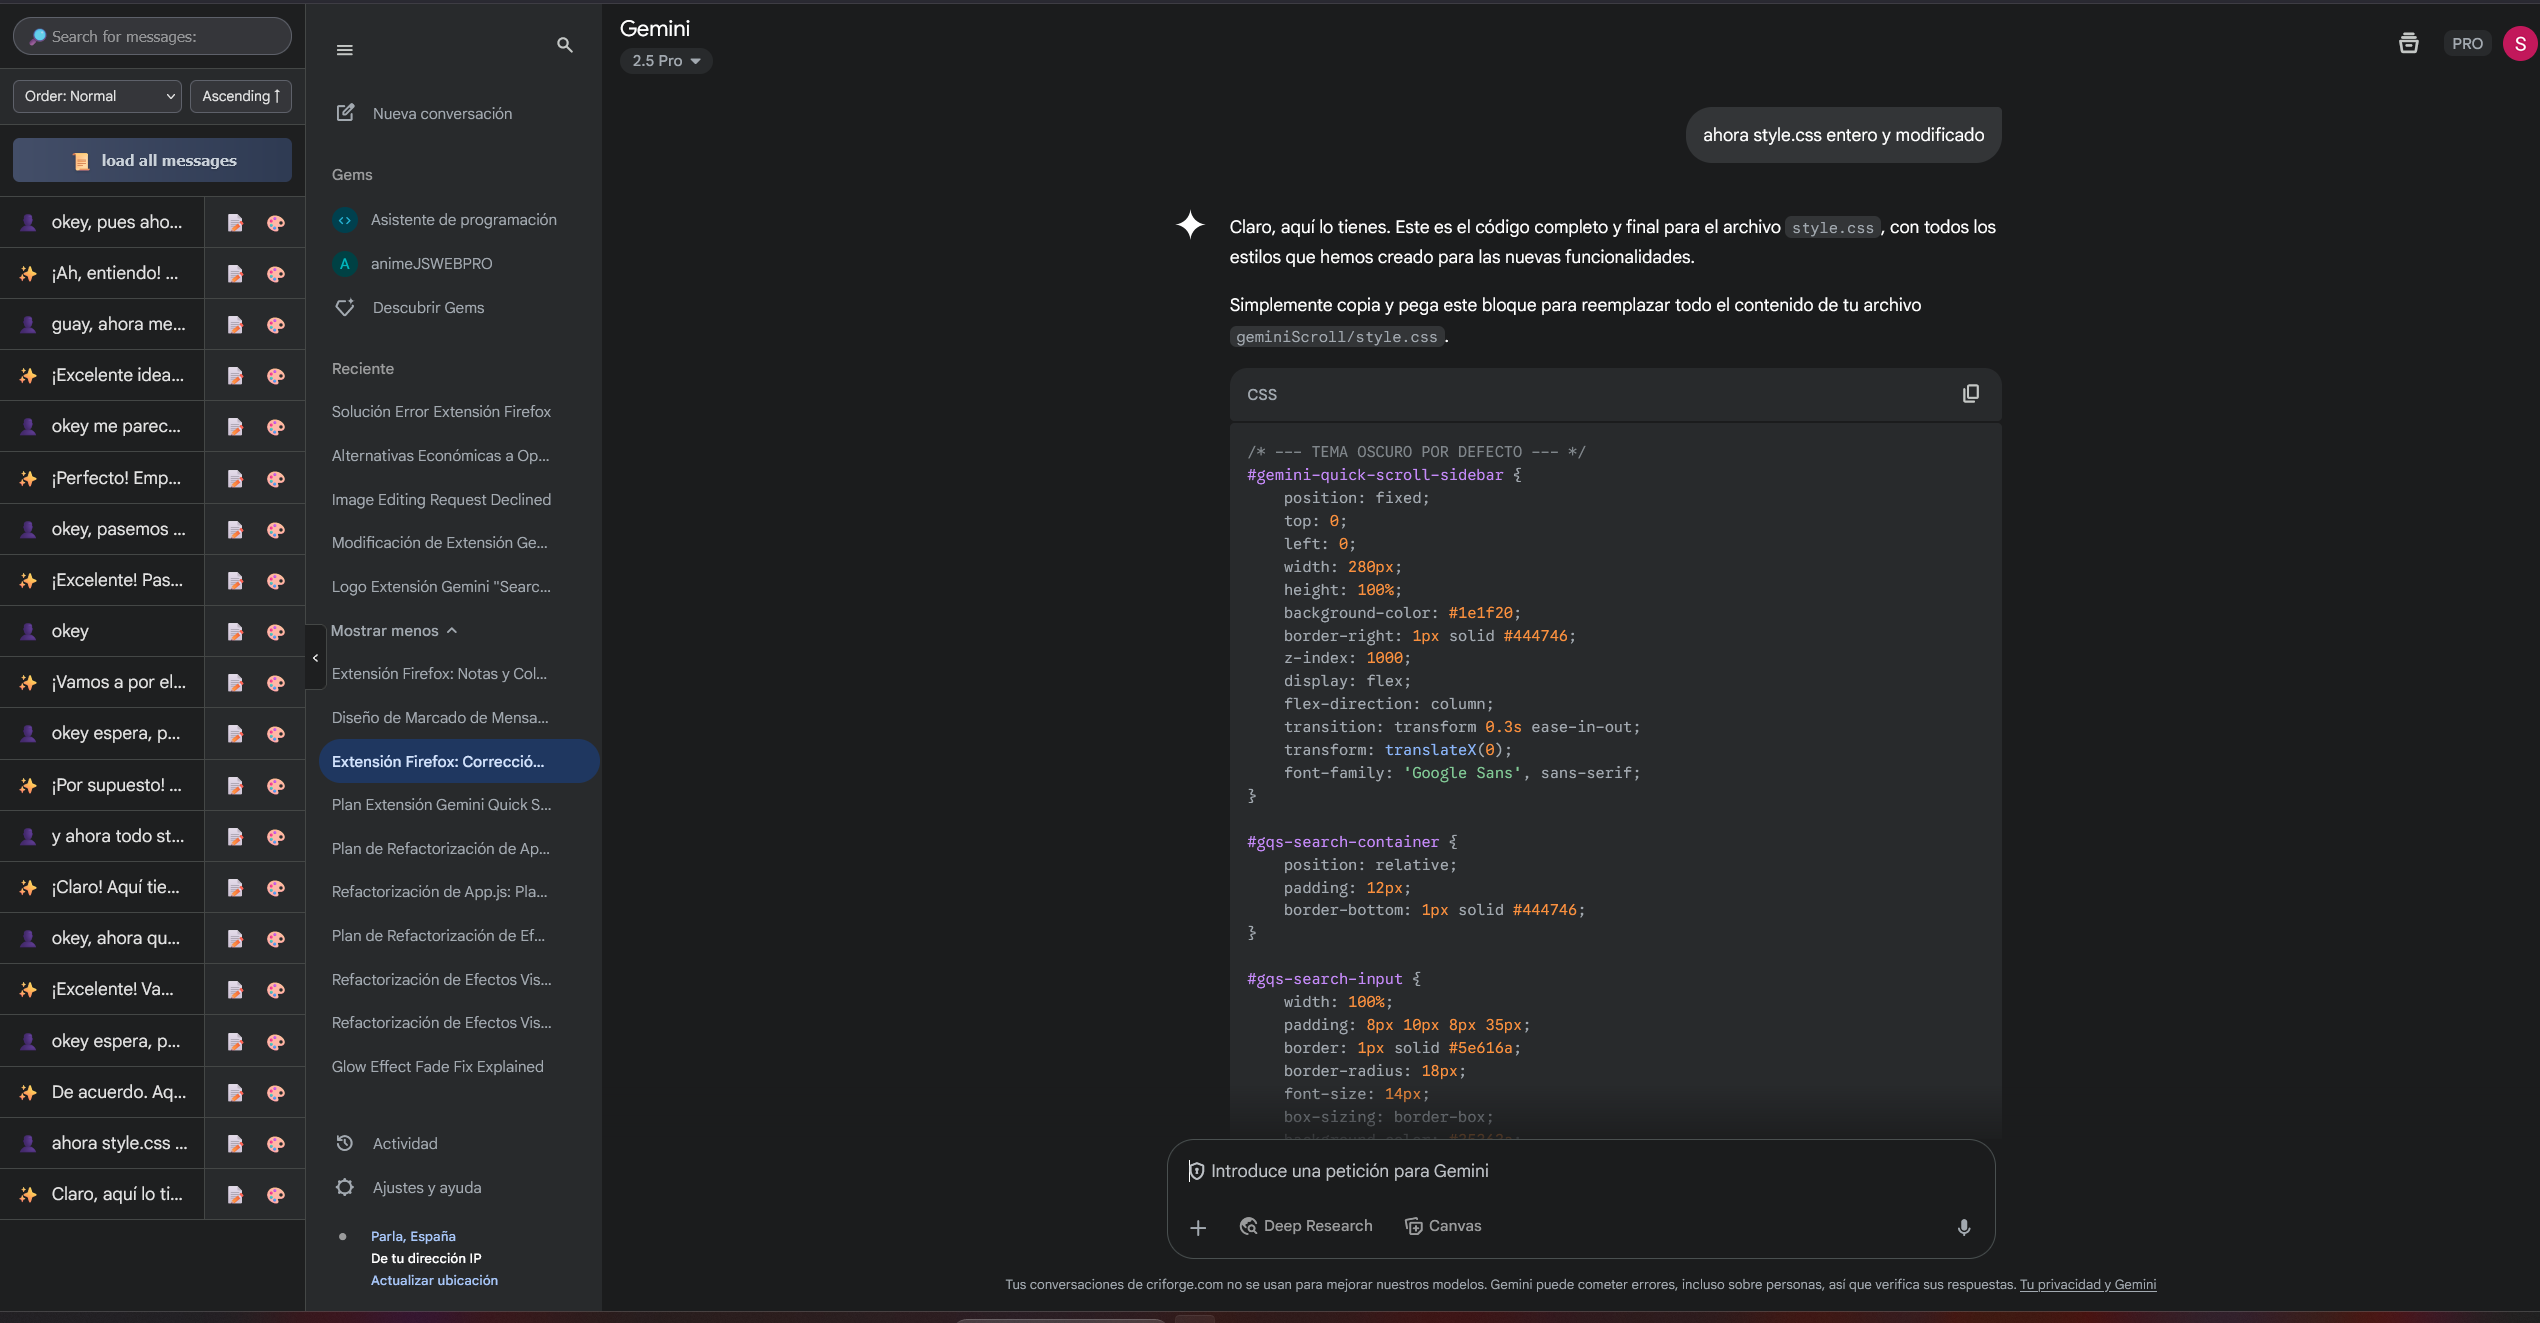 Search for messages:
Order: Normal
Ascending ↑
load all messages
okey, pues aho...
¡Ah, entiendo! ...
guay, ahora me...
¡Excelente idea...
okey me parec...
¡Perfecto! Emp...
okey, pasemos ...
¡Excelente! Pas...
okey
¡Vamos a por el...
okey espera, p...
¡Por supuesto! ...
y ahora todo st...
¡Claro! Aquí tie...
okey, ahora qu...
¡Excelente! Va...
okey espera, p...
De acuerdo. Aq...
ahora style.css ...
Claro, aquí lo ti...
Nueva conversación
Gems
Asistente de programación
A animeJSWEBPRO
Descubrir Gems
Reciente
Solución Error Extensión Firefox
Alternativas Económicas a Op...
Image Editing Request Declined
Modificación de Extensión Ge...
Logo Extensión Gemini "Searc...
Mostrar menos
Extensión Firefox: Notas y Col...
Diseño de Marcado de Mensa...
Extensión Firefox: Correcció...
Plan Extensión Gemini Quick S...
Plan de Refactorización de Ap...
Refactorización de App.js: Pla...
Plan de Refactorización de Ef...
Refactorización de Efectos Vis...
Refactorización de Efectos Vis...
Glow Effect Fade Fix Explained
Actividad
Ajustes y ayuda
Parla, España
De tu dirección IP
Actualizar ubicación
Gemini
2.5 Pro
PRO
S
ahora style.css entero y modificado
Claro, aquí lo tienes. Este es el código completo y final para el archivo style.css, con todos los
estilos que hemos creado para las nuevas funcionalidades.
Simplemente copia y pega este bloque para reemplazar todo el contenido de tu archivo
geminiScroll/style.css.
CSS
/* --- TEMA OSCURO POR DEFECTO --- */
#gemini-quick-scroll-sidebar {
position: fixed;
top: 0;
left: 0;
width: 280px;
height: 100%;
background-color: #1e1f20;
border-right: 1px solid #444746;
z-index: 1000;
display: flex;
flex-direction: column;
transition: transform 0.3s ease-in-out;
transform: translateX(0);
font-family: 'Google Sans', sans-serif;
}
#gqs-search-container {
position: relative;
padding: 12px;
border-bottom: 1px solid #444746;
}
#gqs-search-input {
width: 100%;
padding: 8px 10px 8px 35px;
border: 1px solid #5e616a;
border-radius: 18px;
font-size: 14px;
box-sizing: border-box;
Introduce una petición para Gemini
Deep Research
Canvas
Tus conversaciones de criforge.com no se usan para mejorar nuestros modelos. Gemini puede cometer errores, incluso sobre personas, así que verifica sus respuestas. Tu privacidad y Gemini